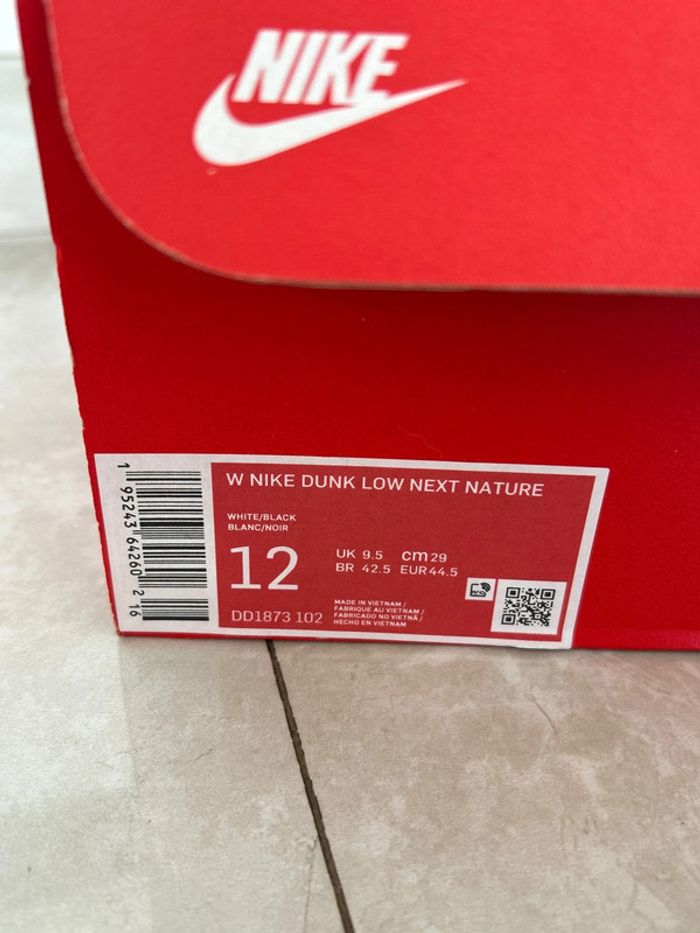 NIKE
W NIKE DUNK LOW NEXT NATURE
WHITE/BLACK
BLANC/NOIR
12
UK 9.5 cm 29
BR 42.5 EUR 44.5
DD1873 102
MADE IN VIETNAM /
FABRIQUE AU VIETNAM /
FABRICADO NO VIETNÃ /
HECHO EN VIETNAM
1 95243 64260 2 16